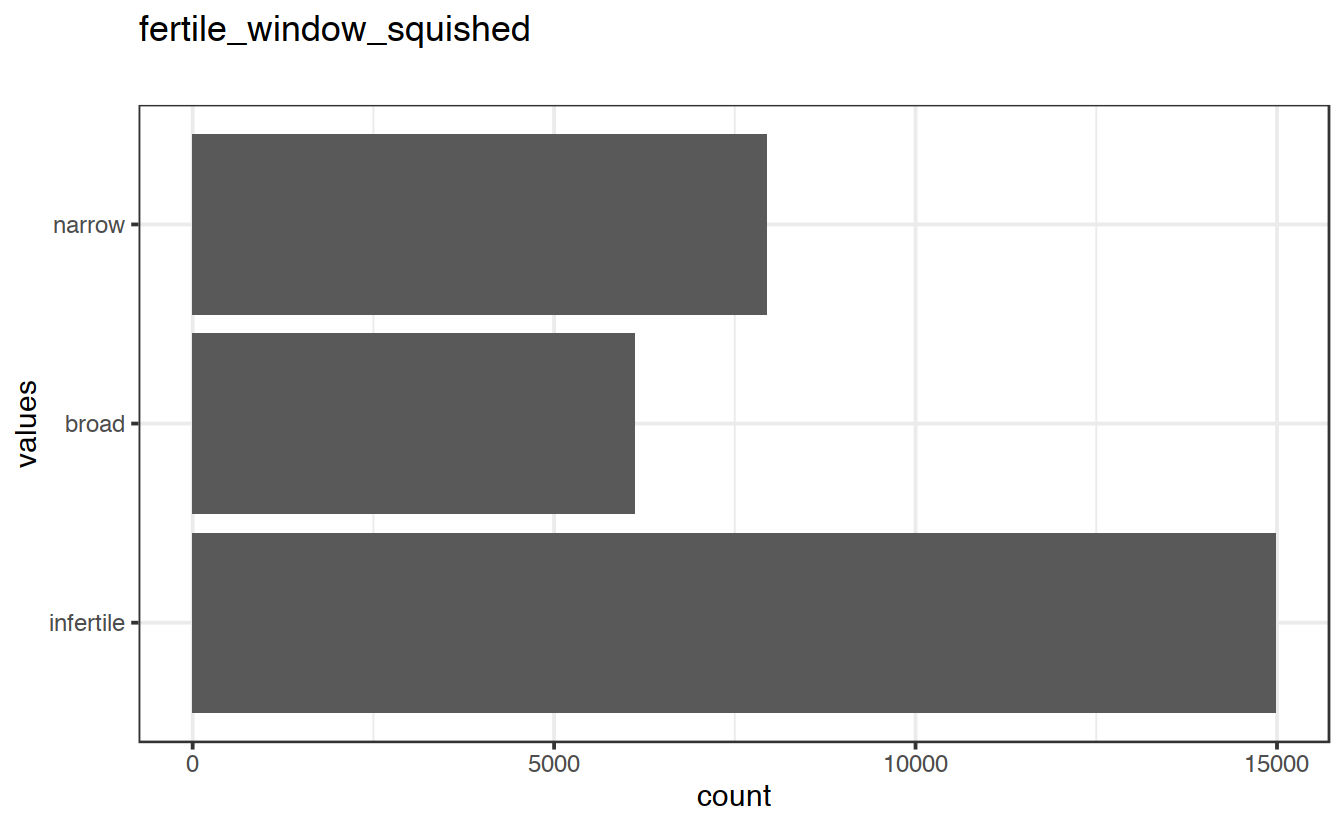 fertile_window_squished
narrow
broad
infertile
values
0 5000 10000 15000
count